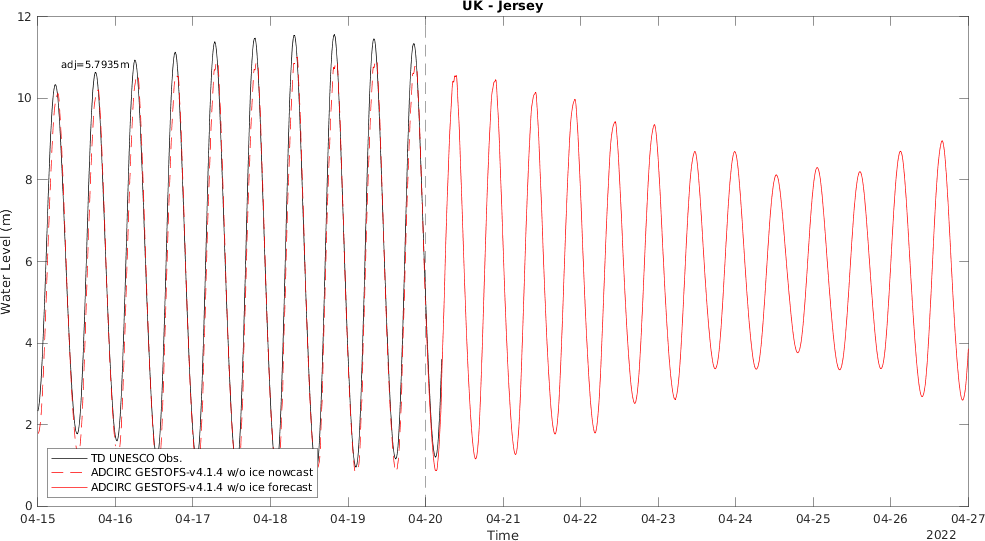 UK - Jersey
adj=5.7935m
Water Level (m)
12
10
8
6
4
2
0
TD UNESCO Obs.
ADCIRC GESTOFS-v4.1.4 w/o ice nowcast
ADCIRC GESTOFS-v4.1.4 w/o ice forecast
04-15 04-16 04-17 04-18 04-19 04-20 04-21 04-22 04-23 04-24 04-25 04-26 04-27
Time
2022